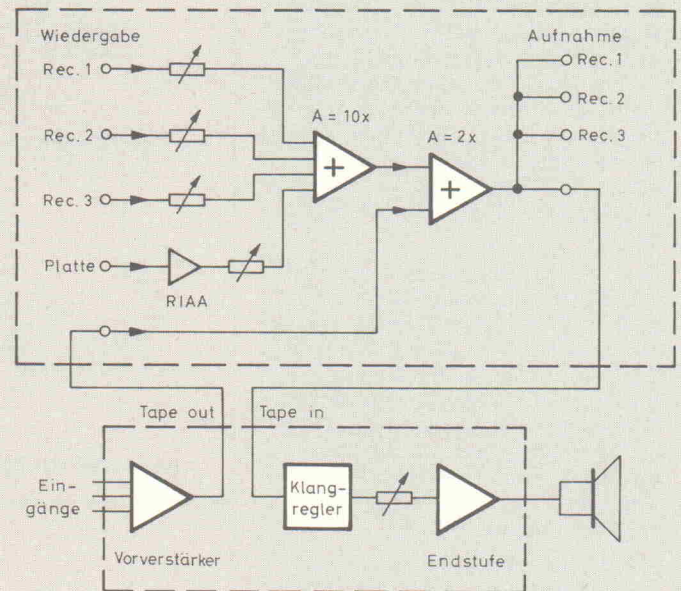 Wiedergabe
Aufnahme
Rec. 1
Rec. 1
Rec. 2
A = 10x
A = 2x
Rec. 2
+
+
Rec. 3
Rec. 3
Platte
RIAA
Tape out
Tape in
Ein-
gänge
Klang-
regler
Vorverstärker
Endstufe